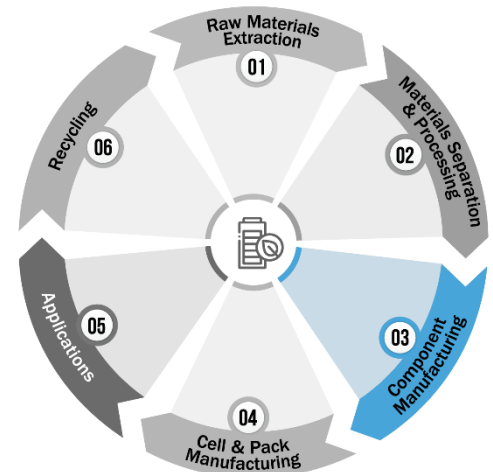 Raw Materials
Extraction
01
Materials Separation
& Processing
02
03
Component
Manufacturing
04
Cell & Pack
Manufacturing
05
Applications
06
Recycling